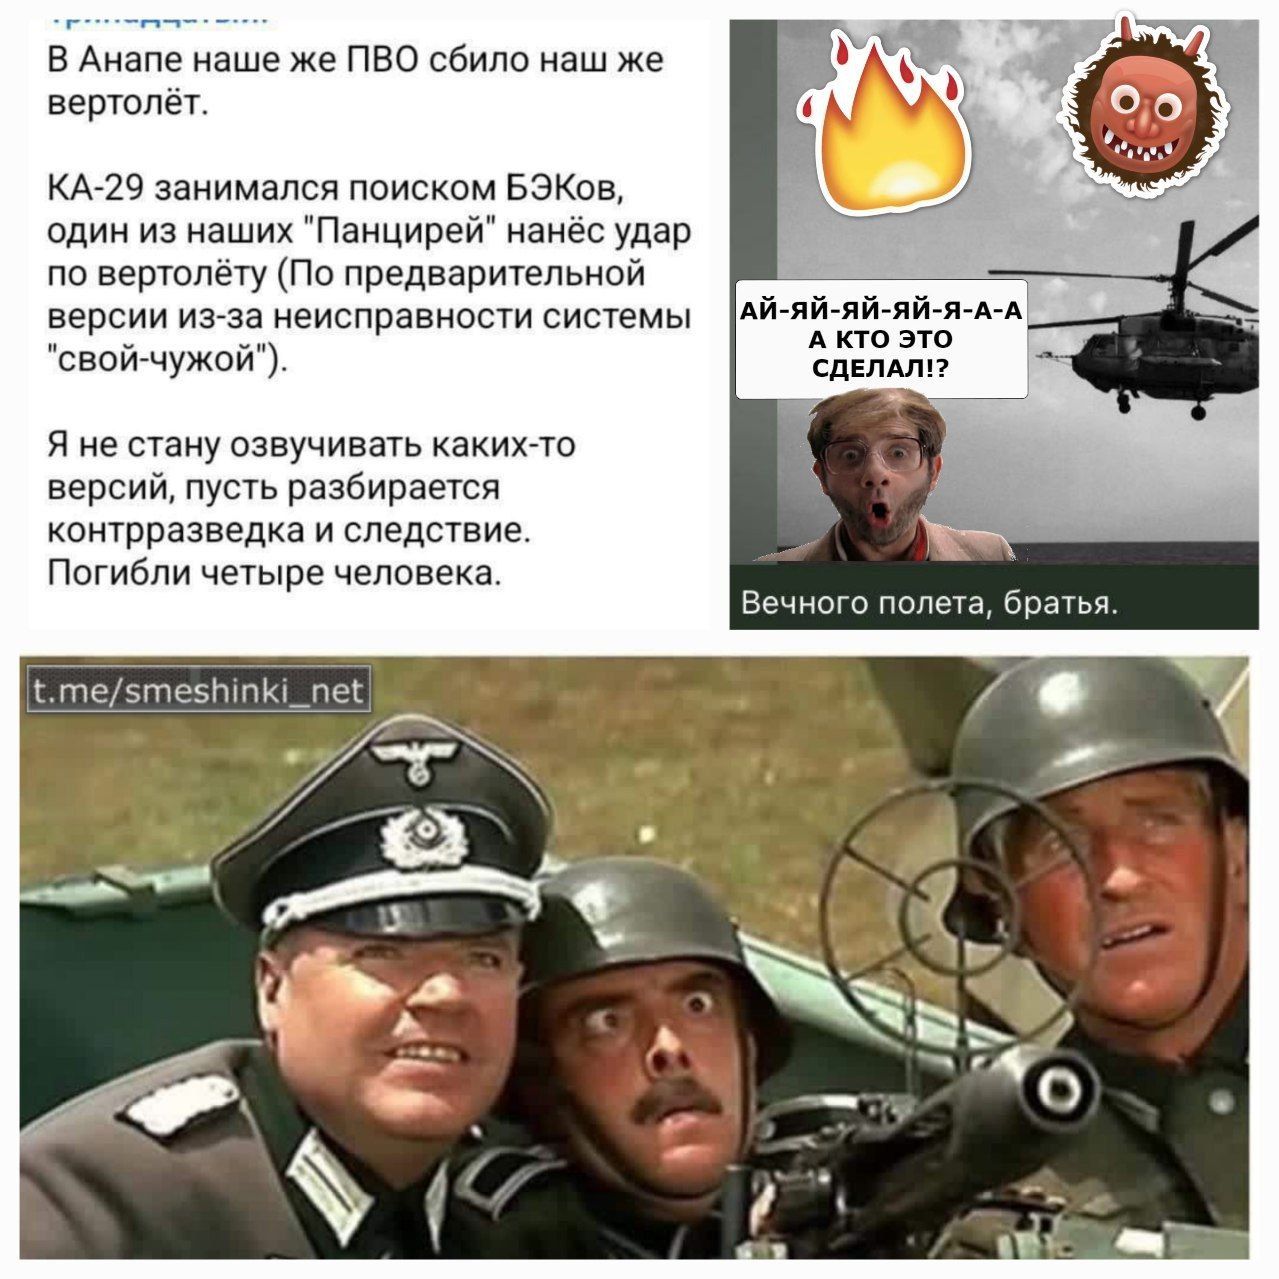 В Анапе наше же ПВО сбило наш же
вертолёт.
КА-29 занимался поиском БЭКов,
один из наших "Панцирей" нанёс удар
по вертолёту (По предварительной
версии из-за неисправности системы
"свой-чужой").
Я не стану озвучивать каких-то
версий, пусть разбирается
контрразведка и следствие.
Погибли четыре человека.
АЙ-ЯЙ-ЯЙ-ЯЙ-Я-А-А
А КТО ЭТО
СДЕЛАЛ!?
Вечного полета, братья.
t.me/smeshinki_net